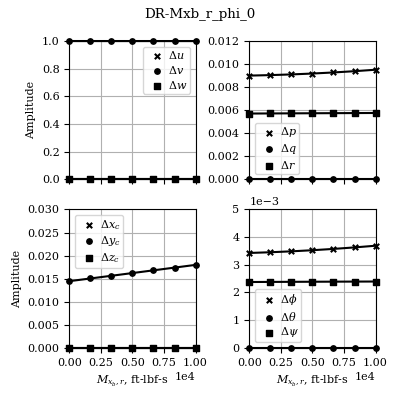 DR-Mxb_r_phi_0
Amplitude
1.0
0.8
0.6
0.4
0.2
0.0
Δu
Δv
Δw
0.012
0.010
0.008
0.006
0.004
0.002
0.000
Δp
Δq
Δr
Amplitude
0.030
0.025
0.020
0.015
0.010
0.005
0.000
Δx_c
Δy_c
Δz_c
0.00 0.25 0.50 0.75 1.00
1e4
M_{x_b,r}, ft-lbf-s
1e−3
5
4
3
2
1
0
Δϕ
Δθ
Δψ
0.00 0.25 0.50 0.75 1.00
1e4
M_{x_b,r}, ft-lbf-s